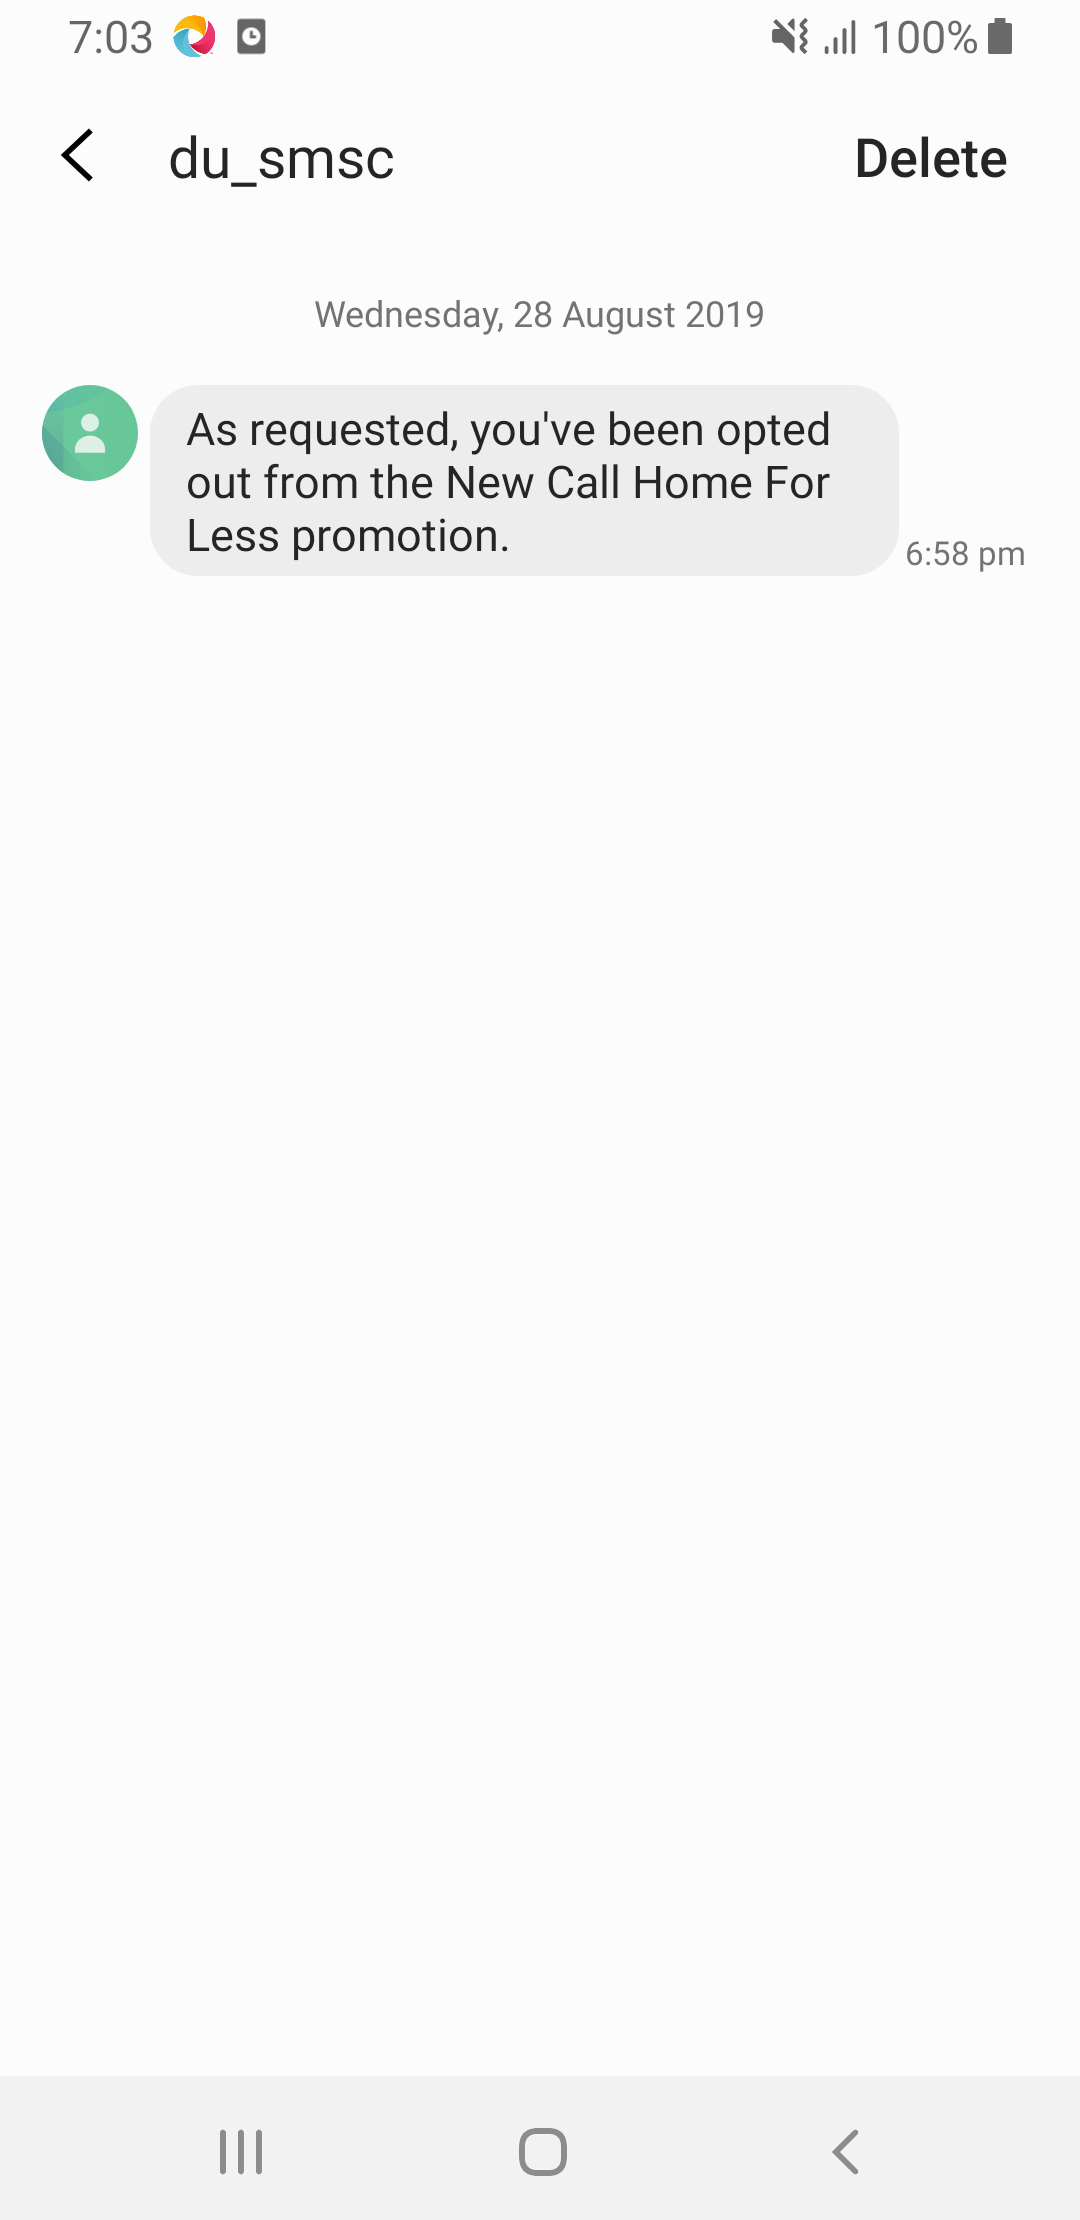 7:03 100%
du_smsc Delete
Wednesday, 28 August 2019
As requested, you've been opted
out from the New Call Home For
Less promotion.
6:58 pm